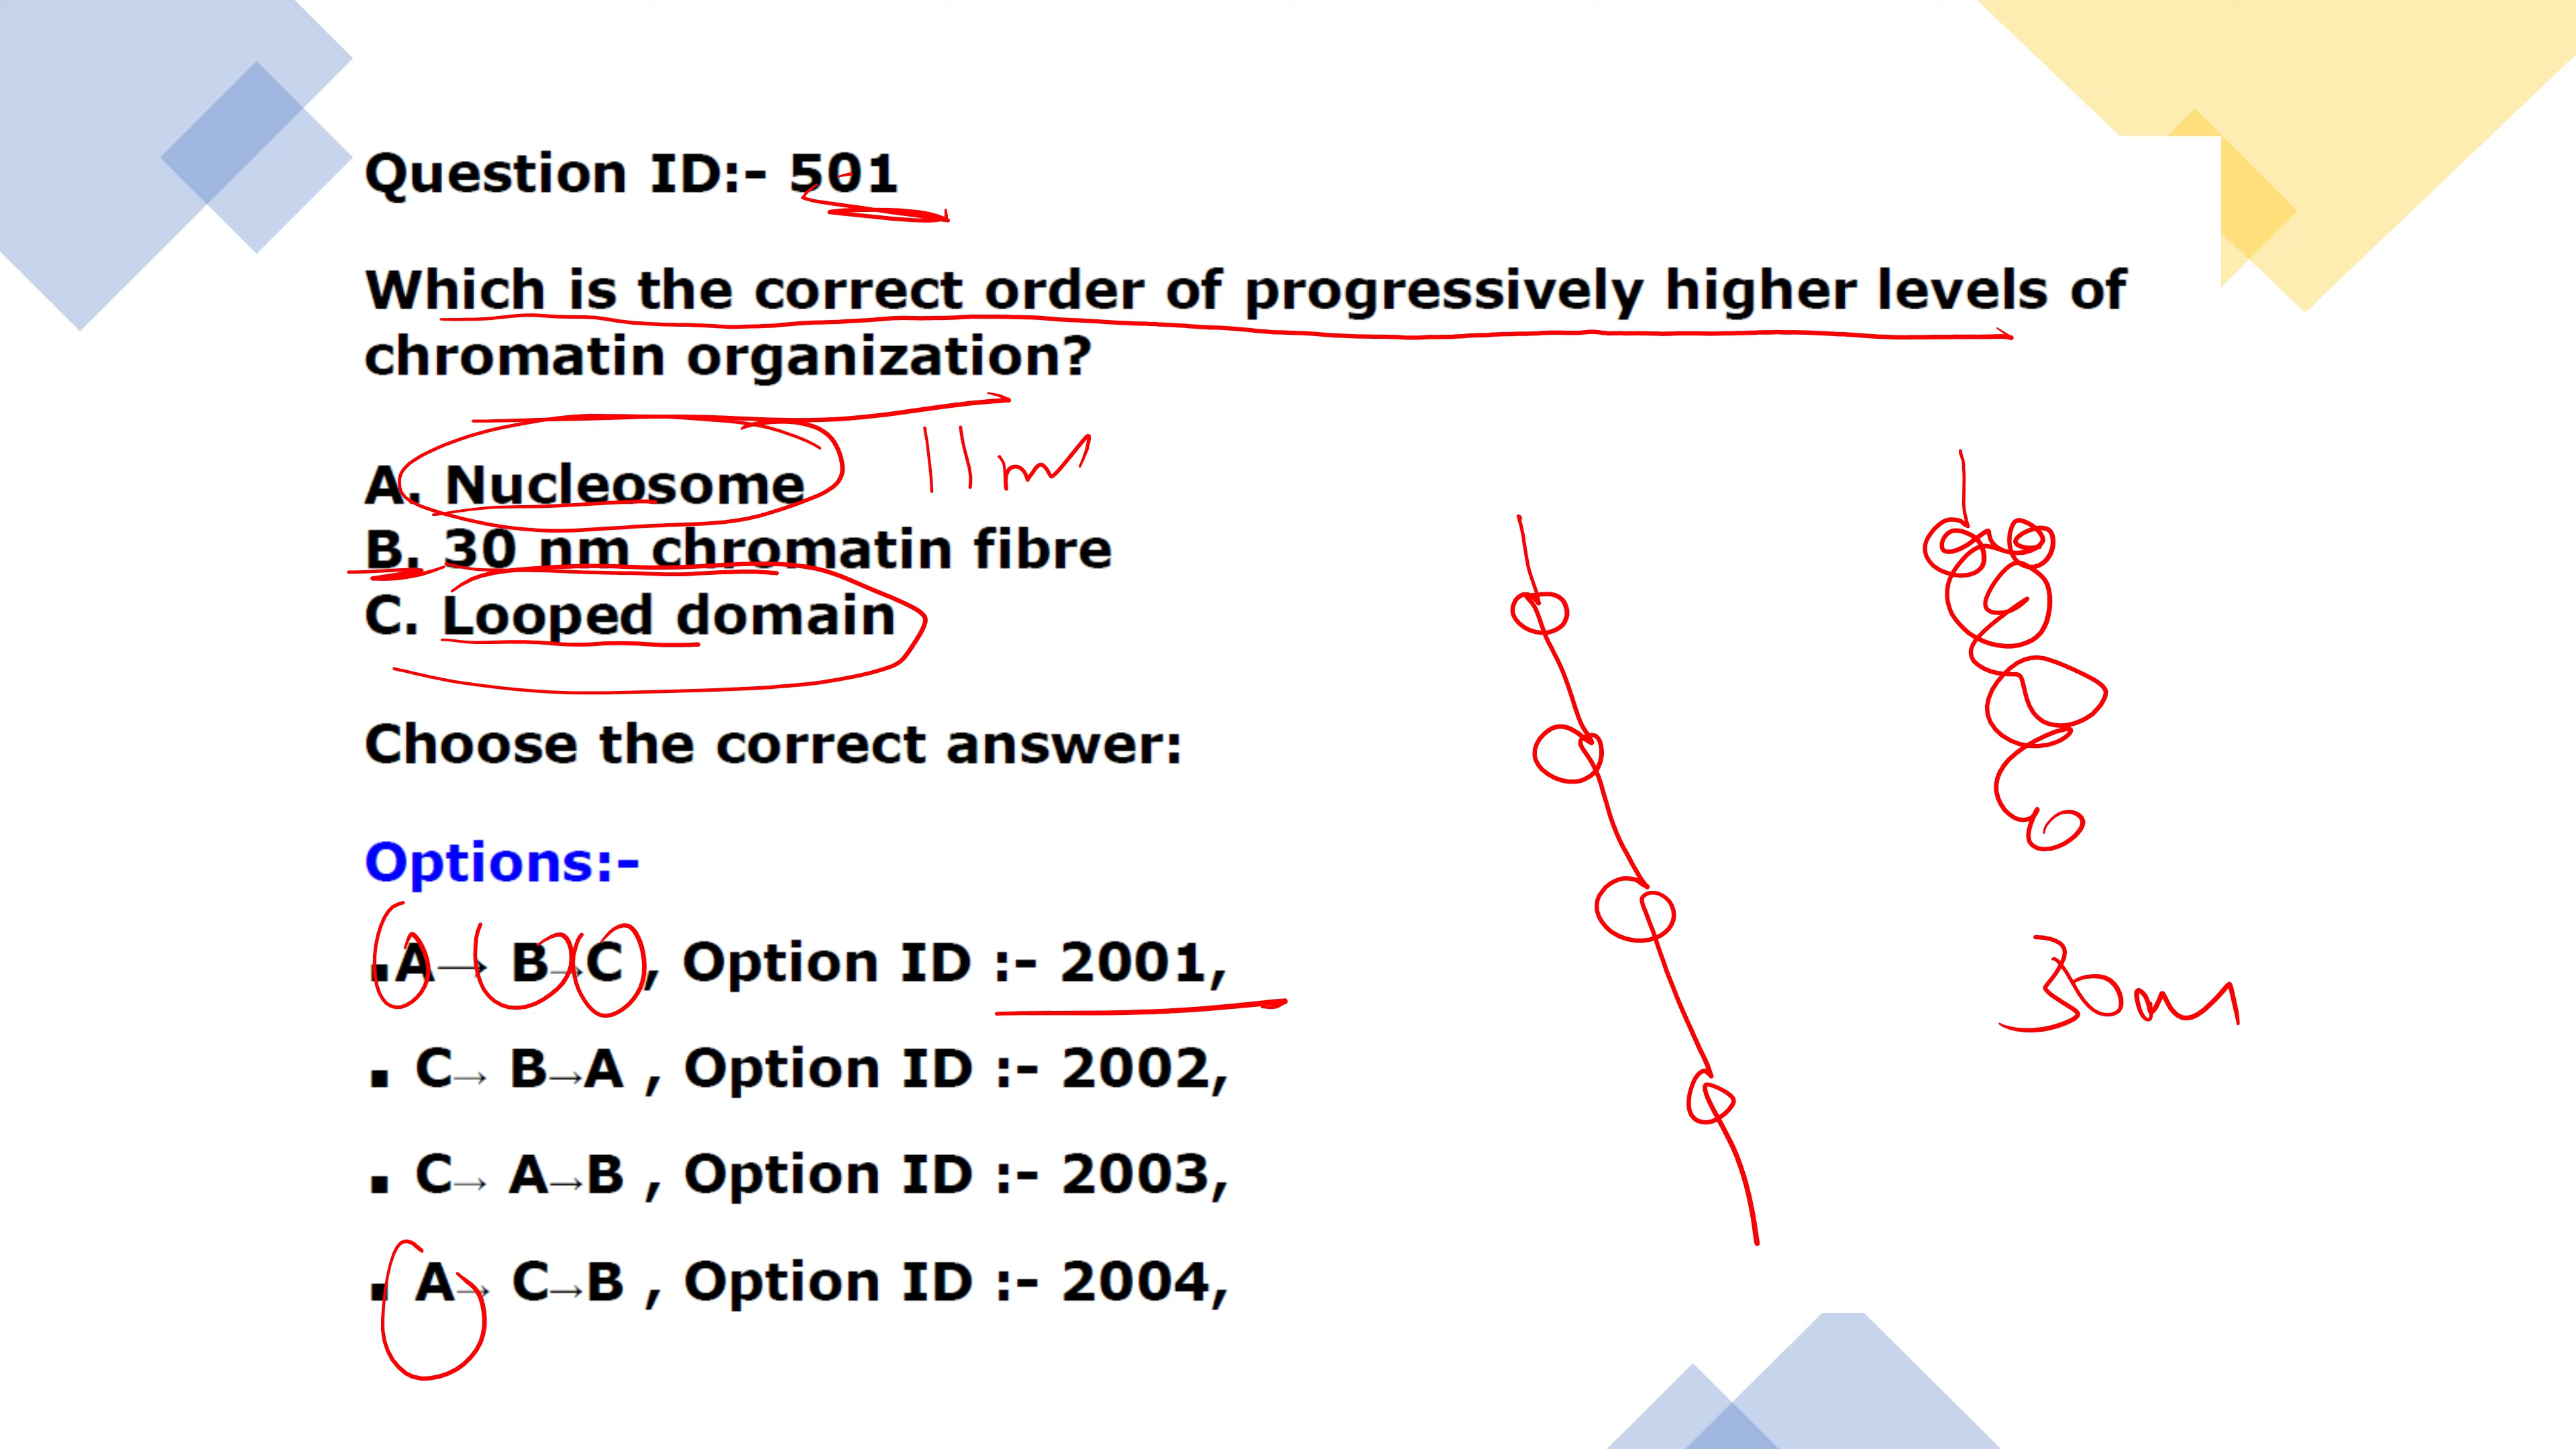 Question ID:- 501
Which is the correct order of progressively higher levels of
chromatin organization?
A. Nucleosome 11 nm
B. 30 nm chromatin fibre
C. Looped domain
Choose the correct answer:
Options:-
▪A→ B→C , Option ID :- 2001,
▪ C→ B→A , Option ID :- 2002,
▪ C→ A→B , Option ID :- 2003,
▪ A→ C→B , Option ID :- 2004,
30nm